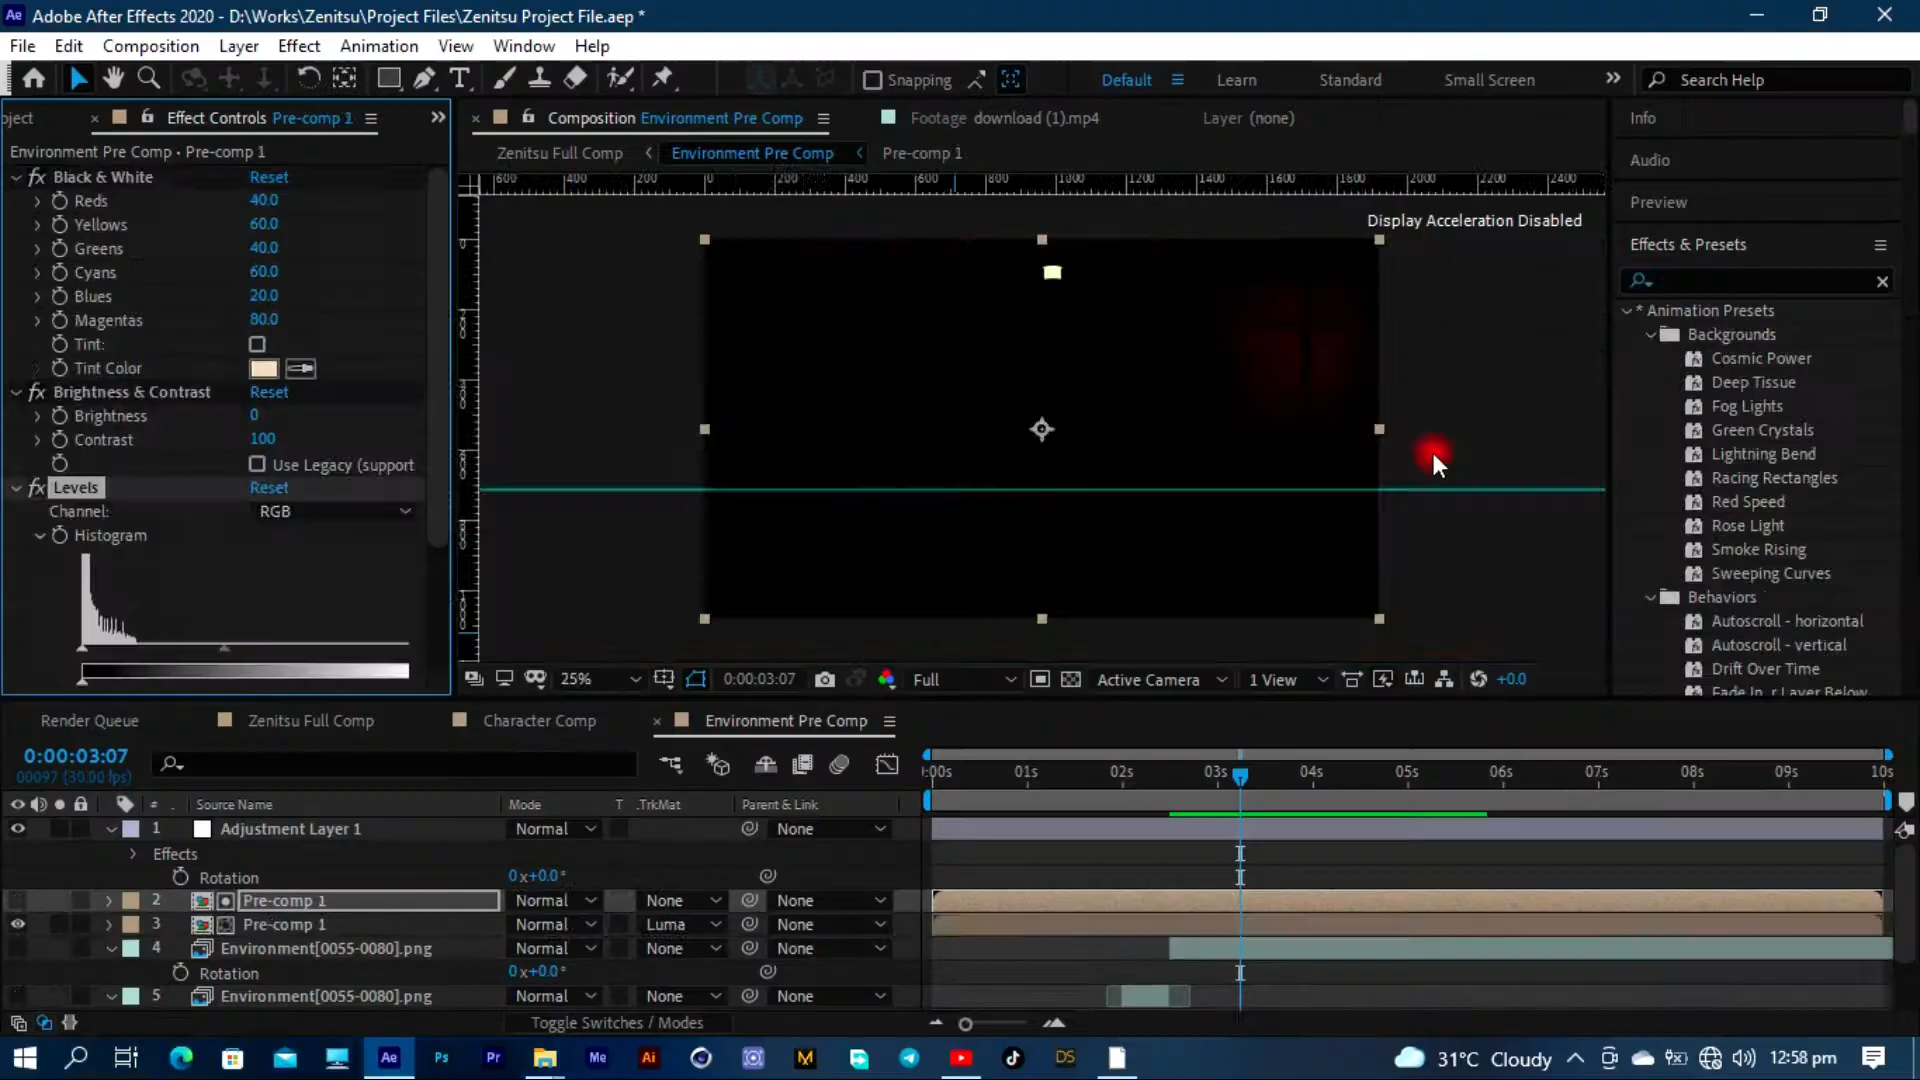 Ae Adobe After Effects 2020 - D:\Works\Zenitsu\Project Files\Zenitsu Project File.aep *
File Edit Composition Layer Effect Animation View Window Help
Snapping Default Learn Standard Small Screen Search Help
oject Effect Controls Pre-comp 1 Composition Environment Pre Comp Footage download (1).mp4 Layer (none) Info
Environment Pre Comp • Pre-comp 1 Zenitsu Full Comp Environment Pre Comp Pre-comp 1 Audio
Black & White Reset
Reds 40.0
Yellows 60.0
Greens 40.0
Cyans 60.0
Blues 20.0
Magentas 80.0
Tint:
Tint Color
Brightness & Contrast Reset
Brightness 0
Contrast 100
Use Legacy (support
Levels Reset
Channel: RGB
Histogram
Display Acceleration Disabled
25% 0:00:03:07 Full Active Camera 1 View +0.0
Preview
Effects & Presets
* Animation Presets
Backgrounds
Cosmic Power
Deep Tissue
Fog Lights
Green Crystals
Lightning Bend
Racing Rectangles
Red Speed
Rose Light
Smoke Rising
Sweeping Curves
Behaviors
Autoscroll - horizontal
Autoscroll - vertical
Drift Over Time
Render Queue Zenitsu Full Comp Character Comp Environment Pre Comp
0:00:03:07
00097 (30.00 fps)
:00s 01s 02s 03s 04s 05s 06s 07s 08s 09s 10s
# Source Name Mode T .TrkMat Parent & Link
1 Adjustment Layer 1 Normal None
Effects
Rotation 0x+0.0°
2 Pre-comp 1 Normal None None
3 Pre-comp 1 Normal Luma None
4 Environment[0055-0080].png Normal None None
Rotation 0x+0.0°
5 Environment[0055-0080].png Normal None None
Toggle Switches / Modes
Ae Ps Pr Me Ai M DS 31°C Cloudy 12:58 pm